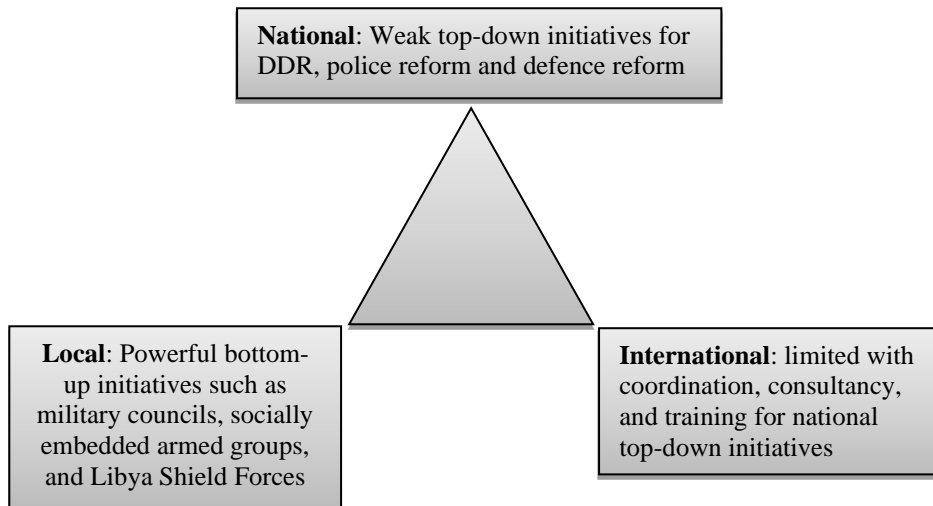 National: Weak top-down initiatives for
DDR, police reform and defence reform
Local: Powerful bottom-
up initiatives such as
military councils, socially
embedded armed groups,
and Libya Shield Forces
International: limited with
coordination, consultancy,
and training for national
top-down initiatives